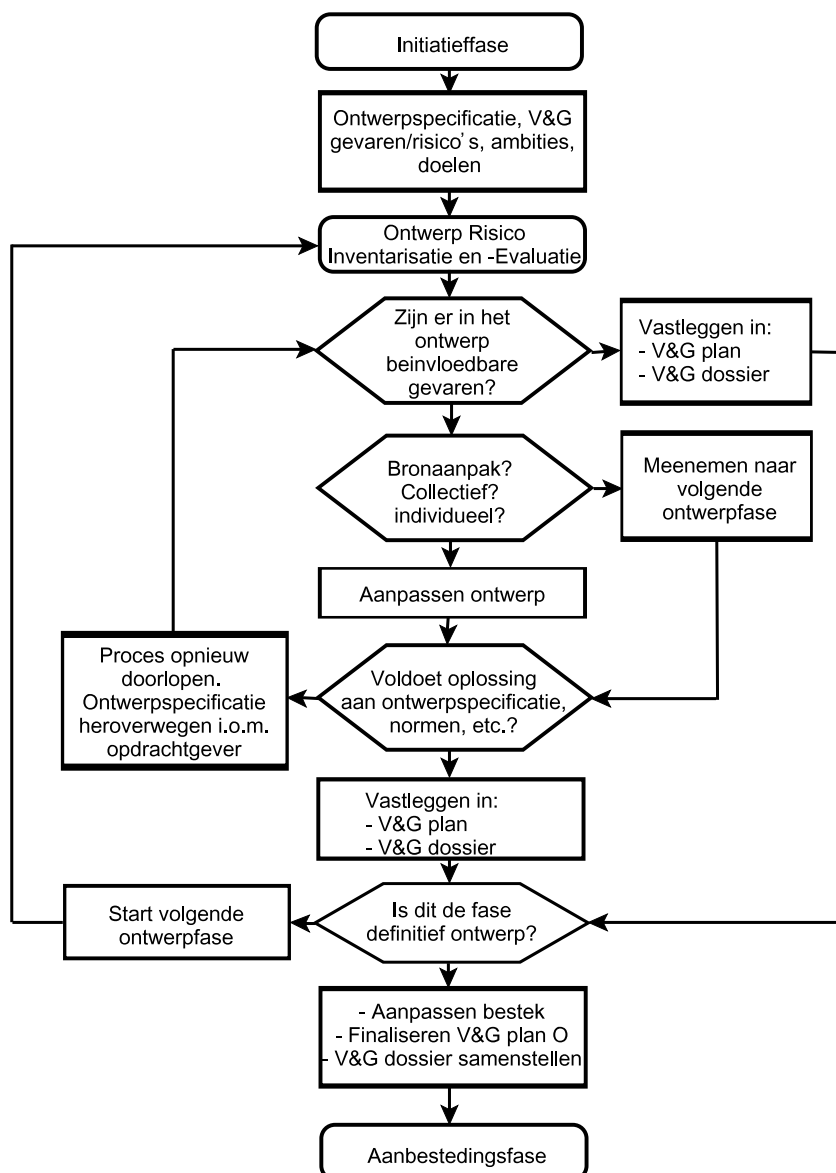 Initiatieffase
Ontwerpspecificatie, V&G
gevaren/risico's, ambities,
doelen
Ontwerp Risico
Inventarisatie en -Evaluatie
Zijn er in het
ontwerp
beinvloedbare
gevaren?
Vastleggen in:
- V&G plan
- V&G dossier
Bronaanpak?
Collectief?
individueel?
Meenemen naar
volgende
ontwerpfase
Aanpassen ontwerp
Proces opnieuw
doorlopen.
Ontwerpspecificatie
heroverwegen i.o.m.
opdrachtgever
Voldoet oplossing
aan ontwerpspecificatie,
normen, etc.?
Vastleggen in:
- V&G plan
- V&G dossier
Start volgende
ontwerpfase
Is dit de fase
definitief ontwerp?
- Aanpassen bestek
- Finaliseren V&G plan O
- V&G dossier samenstellen
Aanbestedingsfase